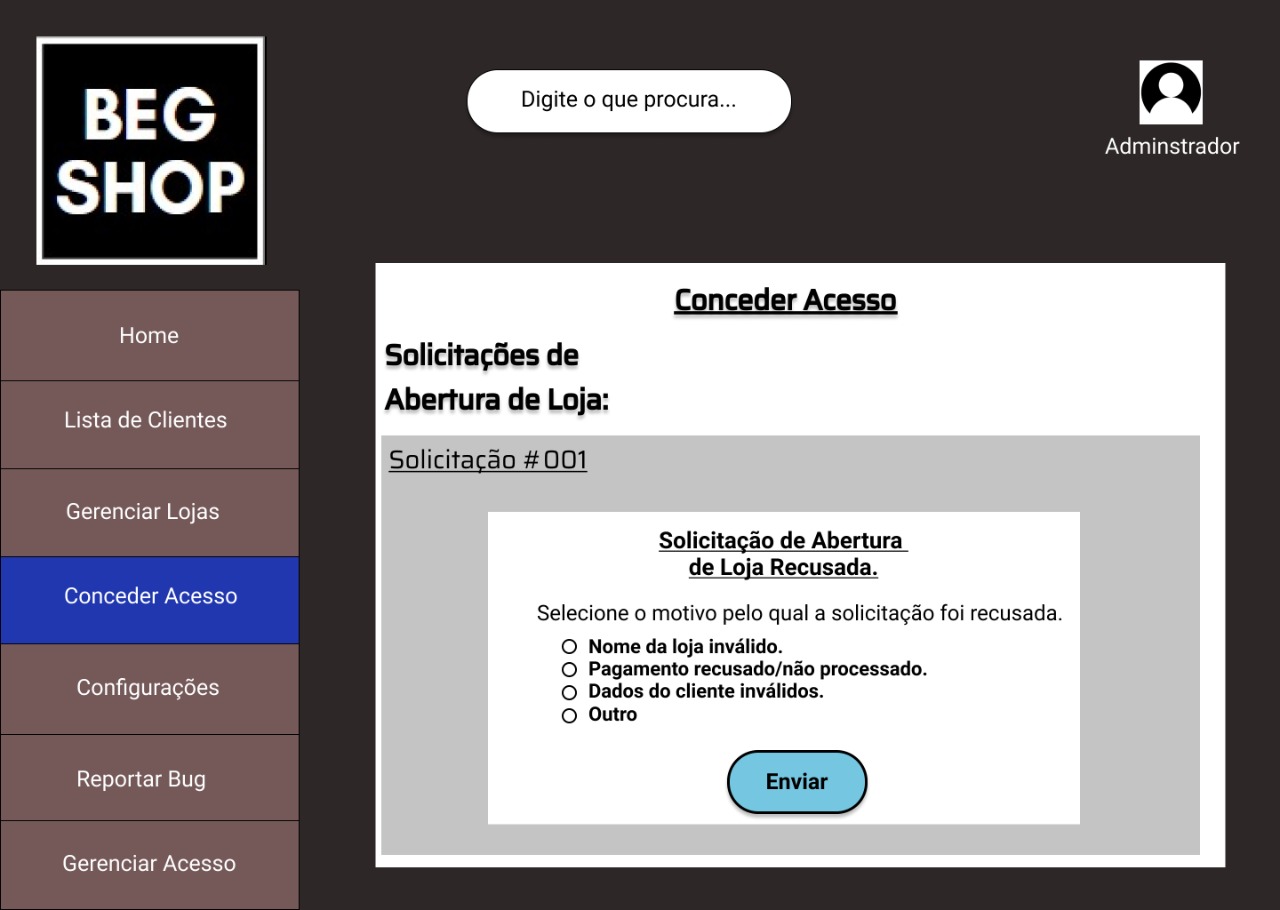 BEG
SHOP
Digite o que procura...
Adminstrador
Home
Lista de Clientes
Gerenciar Lojas
Conceder Acesso
Configurações
Reportar Bug
Gerenciar Acesso
Conceder Acesso
Solicitações de
Abertura de Loja:
Solicitação #001
Solicitação de Abertura
de Loja Recusada.
Selecione o motivo pelo qual a solicitação foi recusada.
Nome da loja inválido.
Pagamento recusado/não processado.
Dados do cliente inválidos.
Outro
Enviar